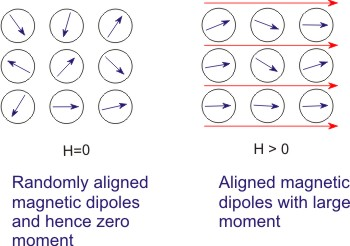 H=0
Randomly aligned
magnetic dipoles
and hence zero
moment
H > 0
Aligned magnetic
dipoles with large
moment